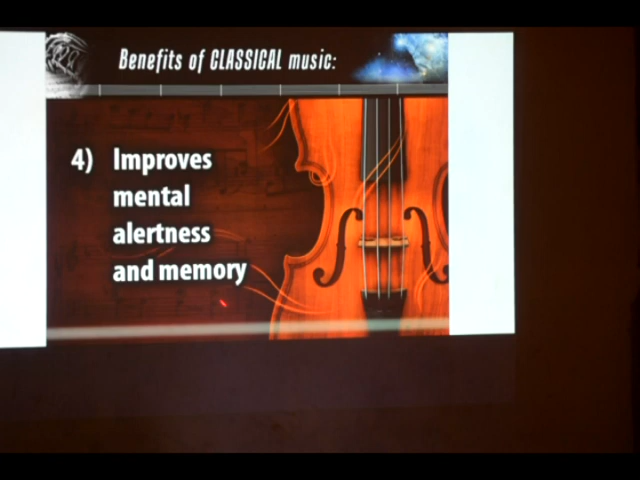 Benefits of CLASSICAL music:
4) Improves
mental
alertness
and memory